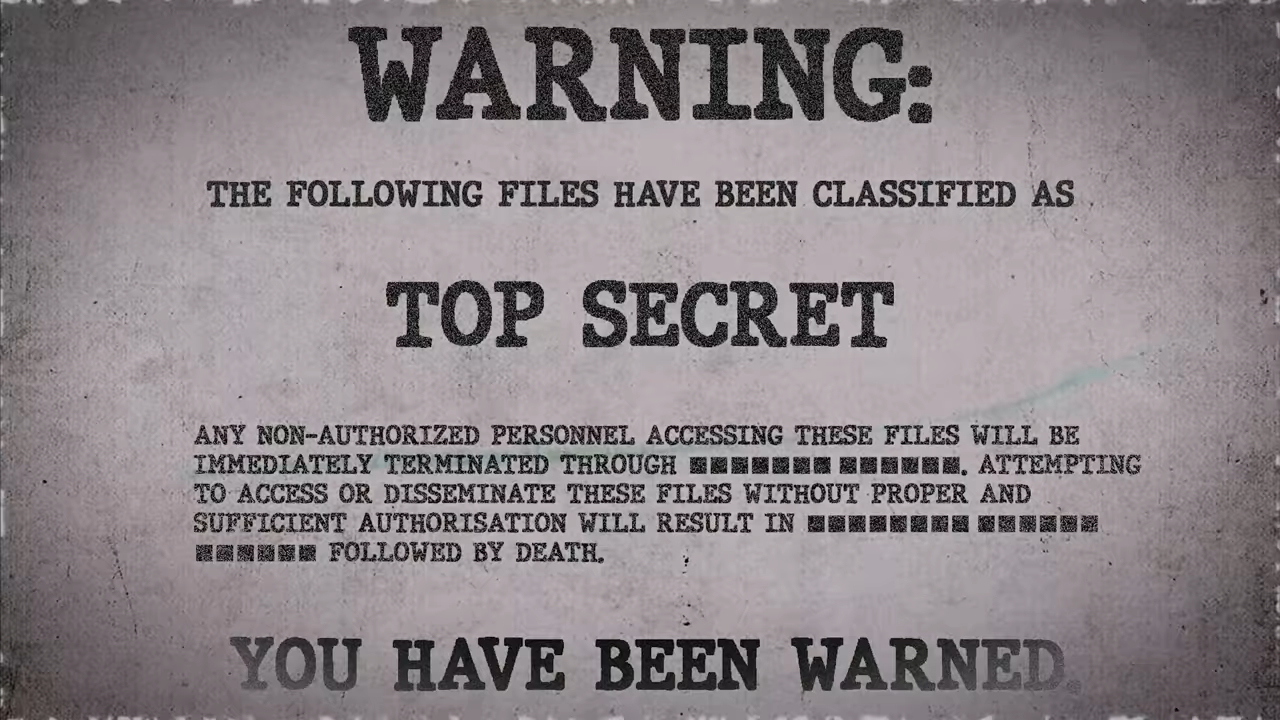 WARNING:
THE FOLLOWING FILES HAVE BEEN CLASSIFIED AS
TOP SECRET
ANY NON-AUTHORIZED PERSONNEL ACCESSING THESE FILES WILL BE
IMMEDIATELY TERMINATED THROUGH ■■■■■■■ ■■■■■■. ATTEMPTING
TO ACCESS OR DISSEMINATE THESE FILES WITHOUT PROPER AND
SUFFICIENT AUTHORISATION WILL RESULT IN ■■■■■■■■ ■■■■■■
■■■■■■ FOLLOWED BY DEATH.
YOU HAVE BEEN WARNED.